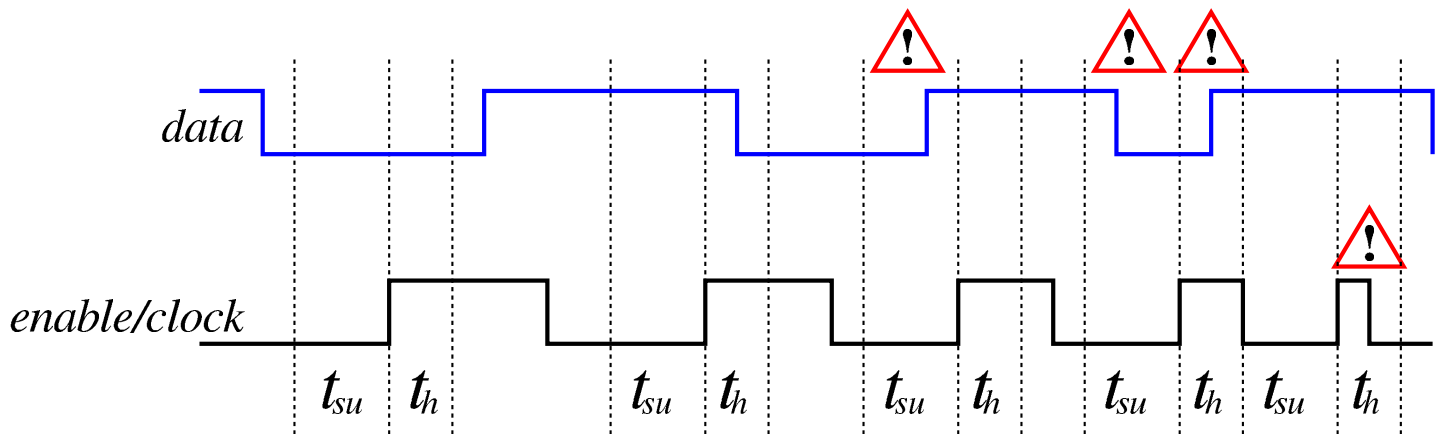 ! ! !
data
!
enable/clock
tsu th tsu th tsu th tsu th tsu th